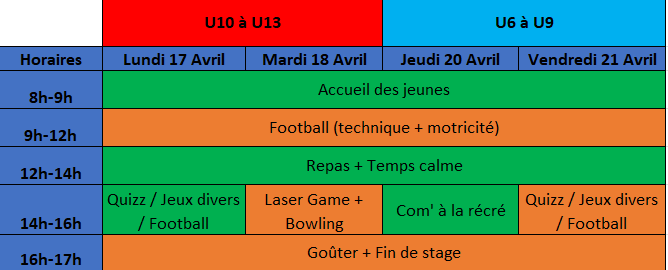 U10 à U13 U6 à U9
Horaires Lundi 17 Avril Mardi 18 Avril Jeudi 20 Avril Vendredi 21 Avril
8h-9h Accueil des jeunes
9h-12h Football (technique + motricité)
12h-14h Repas + Temps calme
14h-16h Quizz / Jeux divers / Football Laser Game + Bowling Com' à la récré Quizz / Jeux divers / Football
16h-17h Goûter + Fin de stage